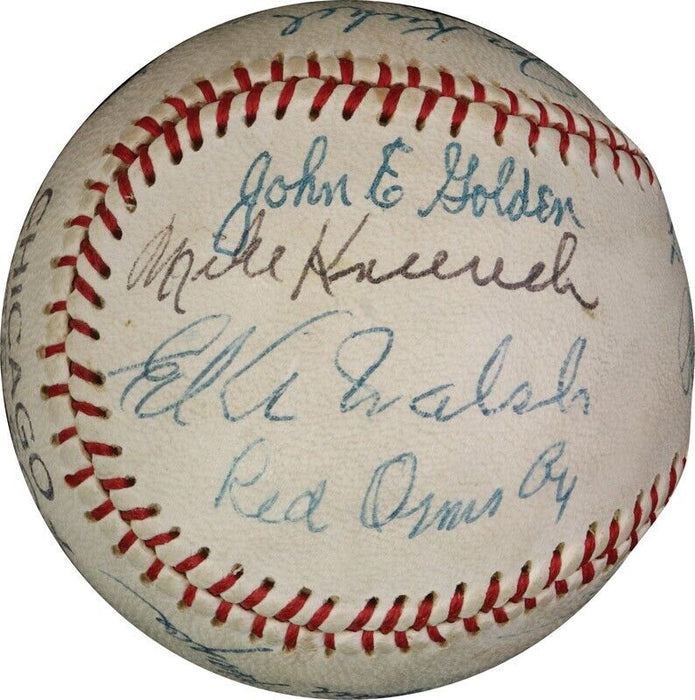 CHICAGO
John E Golden
Mike Kreevich
Ed A Walsh
Red Ormsby